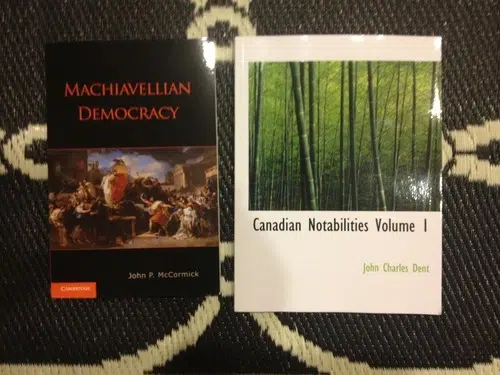 MACHIAVELLIAN
DEMOCRACY
John P. McCormick
CAMBRIDGE
Canadian Notabilities Volume 1
John Charles Dent